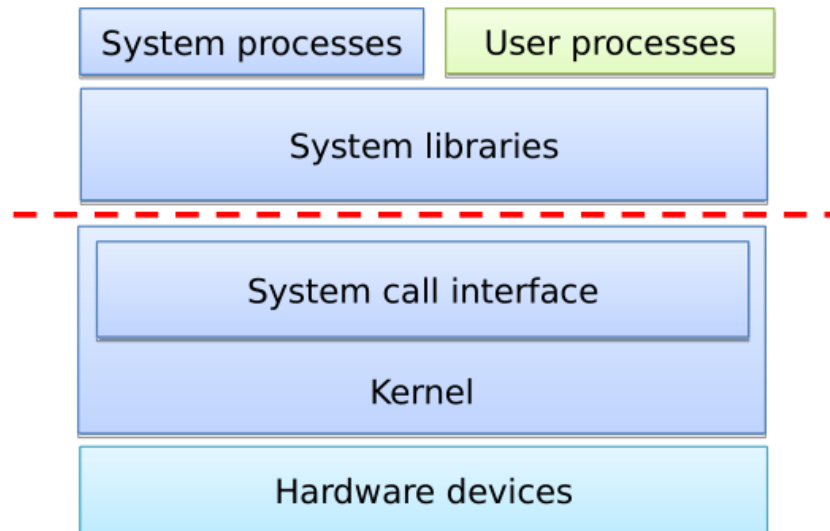 System processes
User processes
System libraries
System call interface
Kernel
Hardware devices